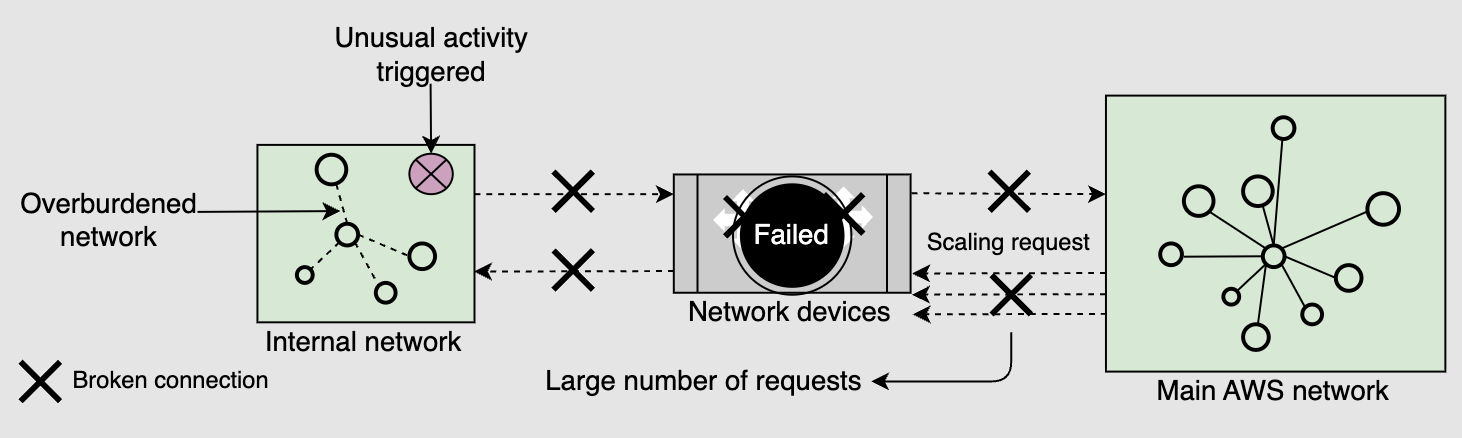 Unusual activity
triggered
Overburdened
network
Failed
Scaling request
Network devices
Internal network
Broken connection
Large number of requests
Main AWS network